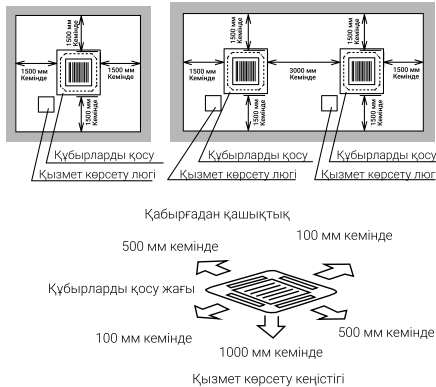 1500 мм
Кемінде
1500 мм
Кемінде
1500 мм
Кемінде
1500 мм
Кемінде
Құбырларды қосу
Қызмет көрсету люгі
1500 мм
Кемінде
1500 мм
Кемінде
1500 мм
Кемінде
3000 мм
Кемінде
1500 мм
Кемінде
1500 мм
Кемінде
1500 мм
Кемінде
Құбырларды қосу
Қызмет көрсету люгі
Құбырларды қосу
Қызмет көрсету лю
Қабырғадан қашықтық
500 мм кемінде
100 мм кемінде
Құбырларды қосу жағы
100 мм кемінде
500 мм кемінде
1000 мм кемінде
Қызмет көрсету кеңістігі